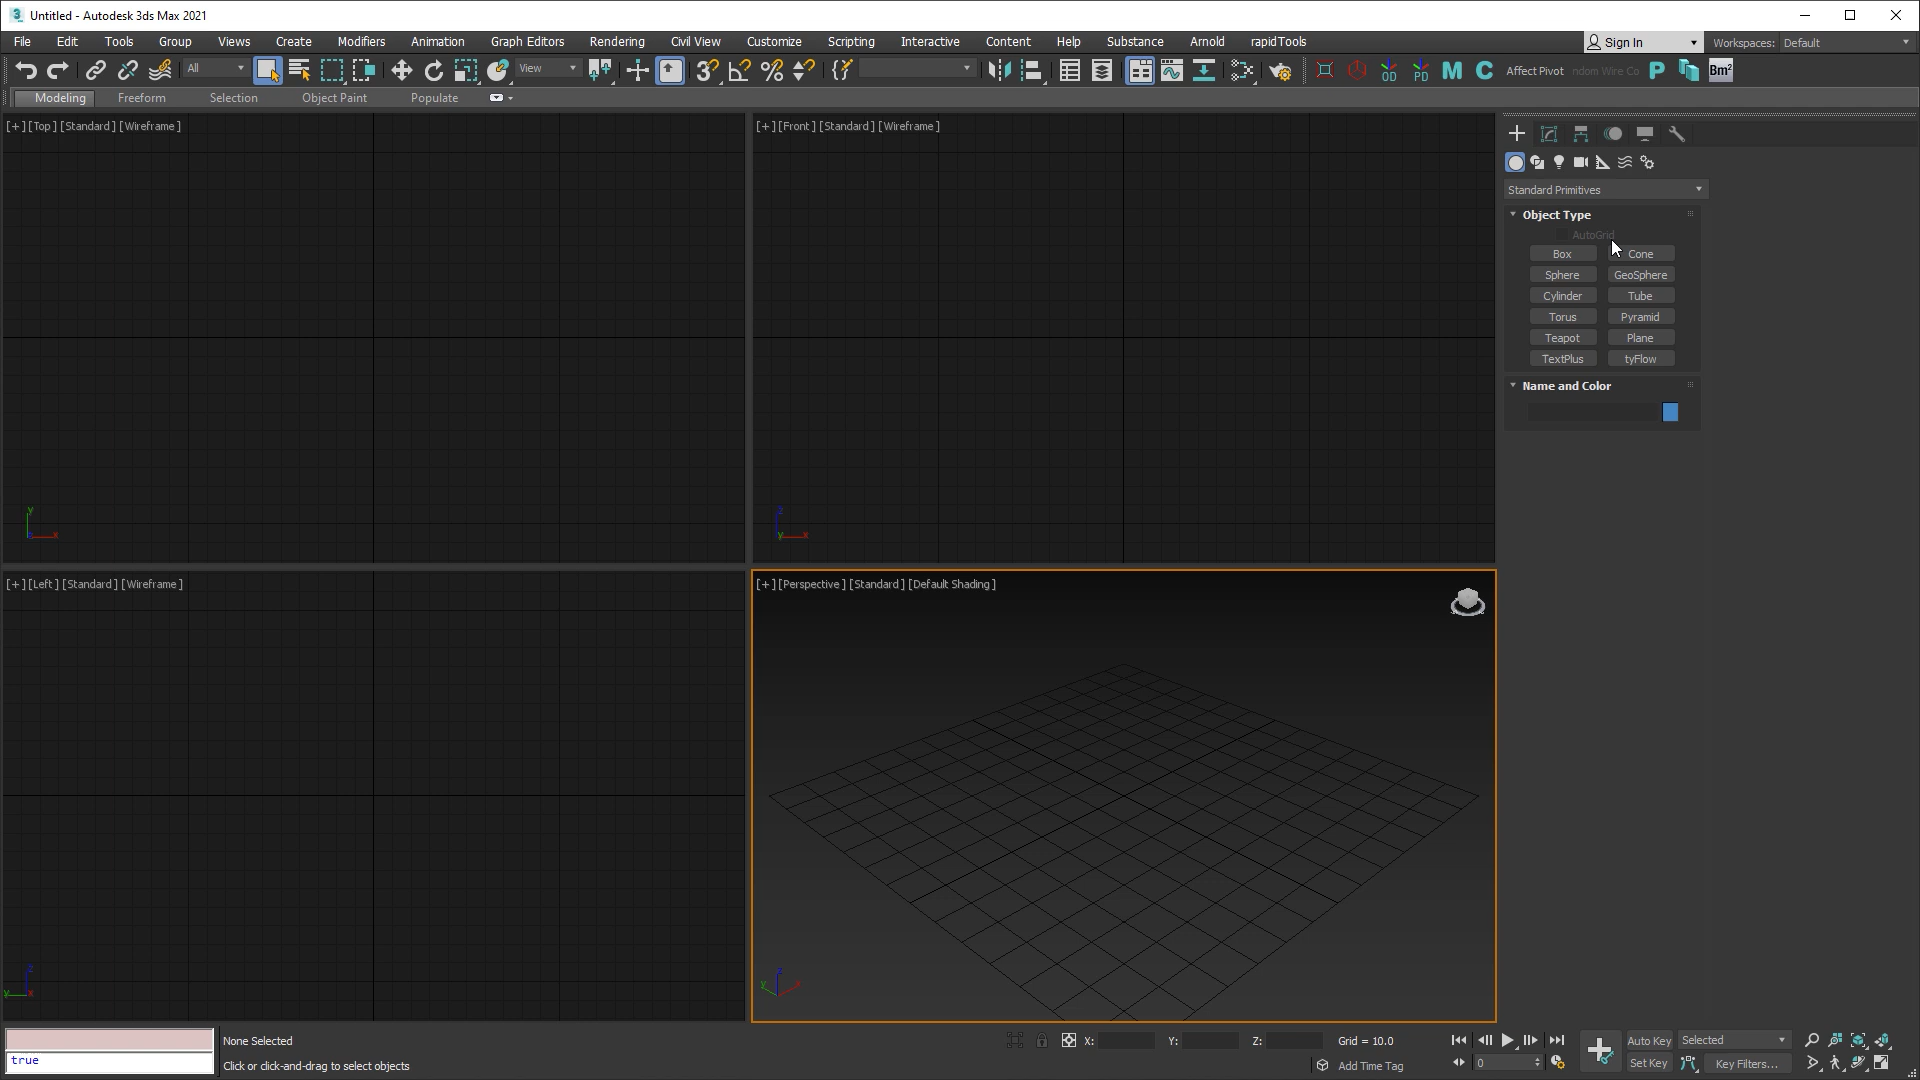 Untitled - Autodesk 3ds Max 2021
File Edit Tools Group Views Create Modifiers Animation Graph Editors Rendering Civil View Customize Scripting Interactive Content Help Substance Arnold rapidTools Sign In Workspaces: Default
All View Affect Pivot ndom Wire Co Bm²
Modeling Freeform Selection Object Paint Populate
[+] [Top] [Standard] [Wireframe]
[+] [Front] [Standard] [Wireframe]
Standard Primitives
Object Type
AutoGrid
Box Cone
Sphere GeoSphere
Cylinder Tube
Torus Pyramid
Teapot Plane
TextPlus tyFlow
Name and Color
y
x
z
y x
[+] [Left] [Standard] [Wireframe]
[+] [Perspective] [Standard] [Default Shading]
z
y x
z
y x
None Selected X: Y: Z: Grid = 10.0 Auto Key Selected
true
Click or click-and-drag to select objects Add Time Tag 0 Set Key Key Filters...